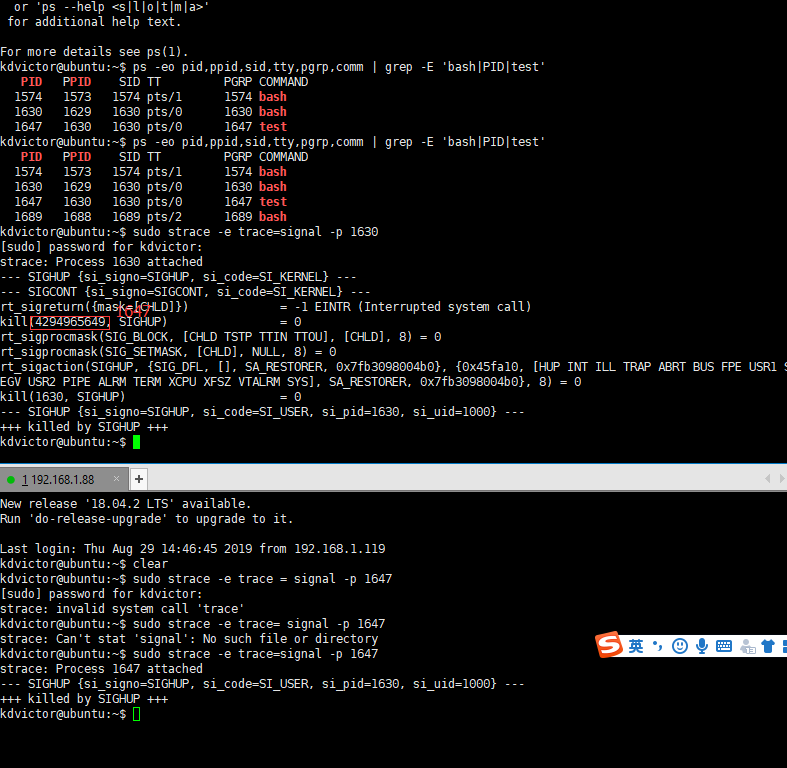 or 'ps --help <s|l|o|t|m|a>'
for additional help text.
For more details see ps(1).
kdvictor@ubuntu:~$ ps -eo pid,ppid,sid,tty,pgrp,comm | grep -E 'bash|PID|test'
PID PPID SID TT PGRP COMMAND
1574 1573 1574 pts/1 1574 bash
1630 1629 1630 pts/0 1630 bash
1647 1630 1630 pts/0 1647 test
kdvictor@ubuntu:~$ ps -eo pid,ppid,sid,tty,pgrp,comm | grep -E 'bash|PID|test'
PID PPID SID TT PGRP COMMAND
1574 1573 1574 pts/1 1574 bash
1630 1629 1630 pts/0 1630 bash
1647 1630 1630 pts/0 1647 test
1689 1688 1689 pts/2 1689 bash
kdvictor@ubuntu:~$ sudo strace -e trace=signal -p 1630
[sudo] password for kdvictor:
strace: Process 1630 attached
--- SIGHUP {si_signo=SIGHUP, si_code=SI_KERNEL} ---
--- SIGCONT {si_signo=SIGCONT, si_code=SI_KERNEL} ---
rt_sigreturn({mask=[CHLD]}) = -1 EINTR (Interrupted system call)
1647
kill(4294965649, SIGHUP) = 0
rt_sigprocmask(SIG_BLOCK, [CHLD TSTP TTIN TTOU], [CHLD], 8) = 0
rt_sigprocmask(SIG_SETMASK, [CHLD], NULL, 8) = 0
rt_sigaction(SIGHUP, {SIG_DFL, [], SA_RESTORER, 0x7fb3098004b0}, {0x45fa10, [HUP INT ILL TRAP ABRT BUS FPE USR1 S
EGV USR2 PIPE ALRM TERM XCPU XFSZ VTALRM SYS], SA_RESTORER, 0x7fb3098004b0}, 8) = 0
kill(1630, SIGHUP) = 0
--- SIGHUP {si_signo=SIGHUP, si_code=SI_USER, si_pid=1630, si_uid=1000} ---
+++ killed by SIGHUP +++
kdvictor@ubuntu:~$
1 192.168.1.88 × +
New release '18.04.2 LTS' available.
Run 'do-release-upgrade' to upgrade to it.
Last login: Thu Aug 29 14:46:45 2019 from 192.168.1.119
kdvictor@ubuntu:~$ clear
kdvictor@ubuntu:~$ sudo strace -e trace = signal -p 1647
[sudo] password for kdvictor:
strace: invalid system call 'trace'
kdvictor@ubuntu:~$ sudo strace -e trace= signal -p 1647
strace: Can't stat 'signal': No such file or directory
kdvictor@ubuntu:~$ sudo strace -e trace=signal -p 1647
S 英
strace: Process 1647 attached
--- SIGHUP {si_signo=SIGHUP, si_code=SI_USER, si_pid=1630, si_uid=1000} ---
+++ killed by SIGHUP +++
kdvictor@ubuntu:~$